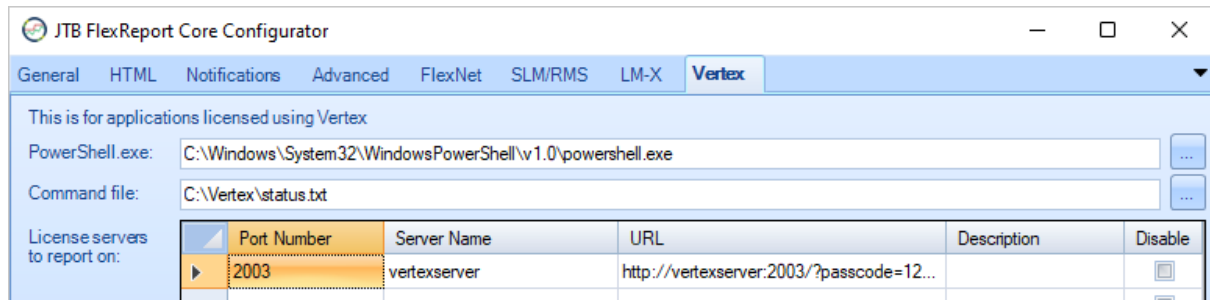 JTB FlexReport Core Configurator
General HTML Notifications Advanced FlexNet SLM/RMS LM-X Vertex
This is for applications licensed using Vertex
PowerShell.exe: C:\Windows\System32\WindowsPowerShell\v1.0\powershell.exe ...
Command file: C:\Vertex\status.txt ...
License servers
to report on:
Port Number Server Name URL Description Disable
2003 vertexserver http://vertexserver:2003/?passcode=12...